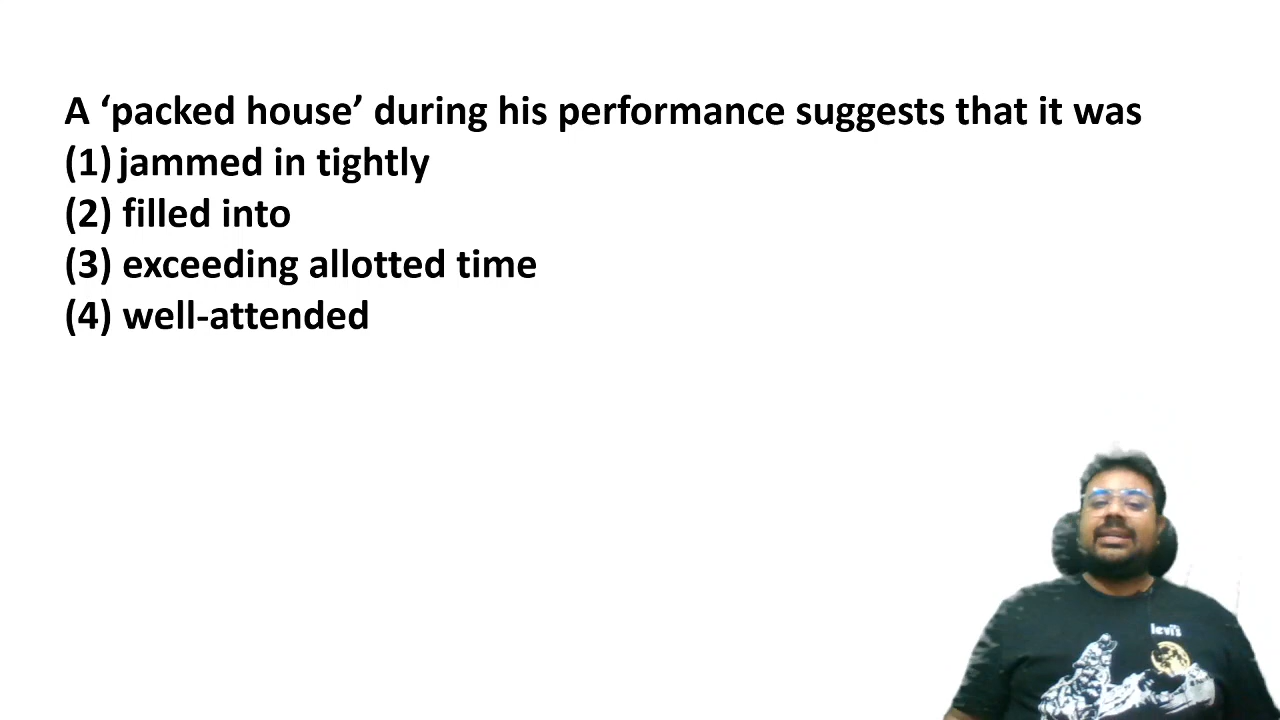 A ‘packed house’ during his performance suggests that it was
(1) jammed in tightly
(2) filled into
(3) exceeding allotted time
(4) well-attended
levi's